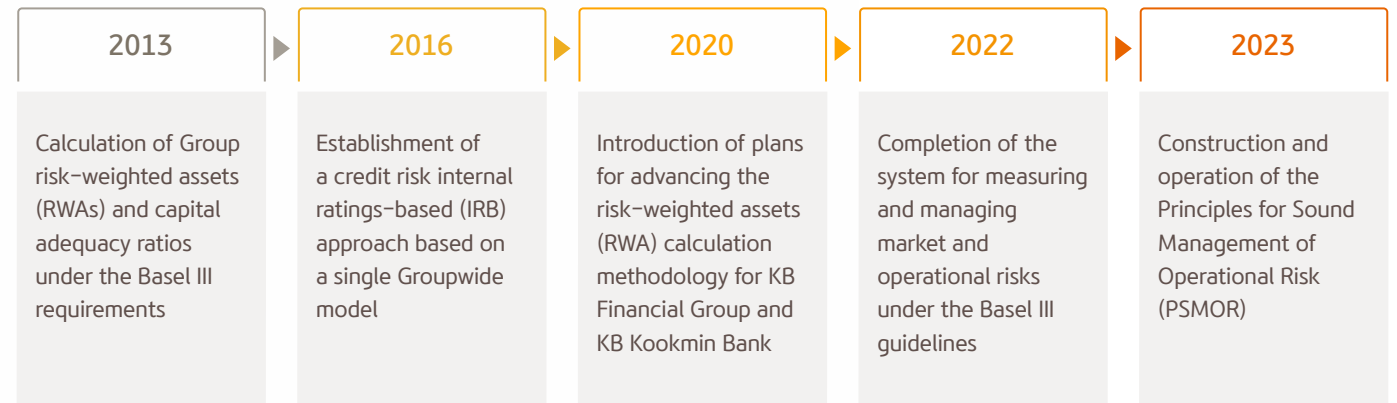 2013
Calculation of Group
risk-weighted assets
(RWAs) and capital
adequacy ratios
under the Basel III
requirements
2016
Establishment of
a credit risk internal
ratings-based (IRB)
approach based on
a single Groupwide
model
2020
Introduction of plans
for advancing the
risk-weighted assets
(RWA) calculation
methodology for KB
Financial Group and
KB Kookmin Bank
2022
Completion of the
system for measuring
and managing
market and
operational risks
under the Basel III
guidelines
2023
Construction and
operation of the
Principles for Sound
Management of
Operational Risk
(PSMOR)